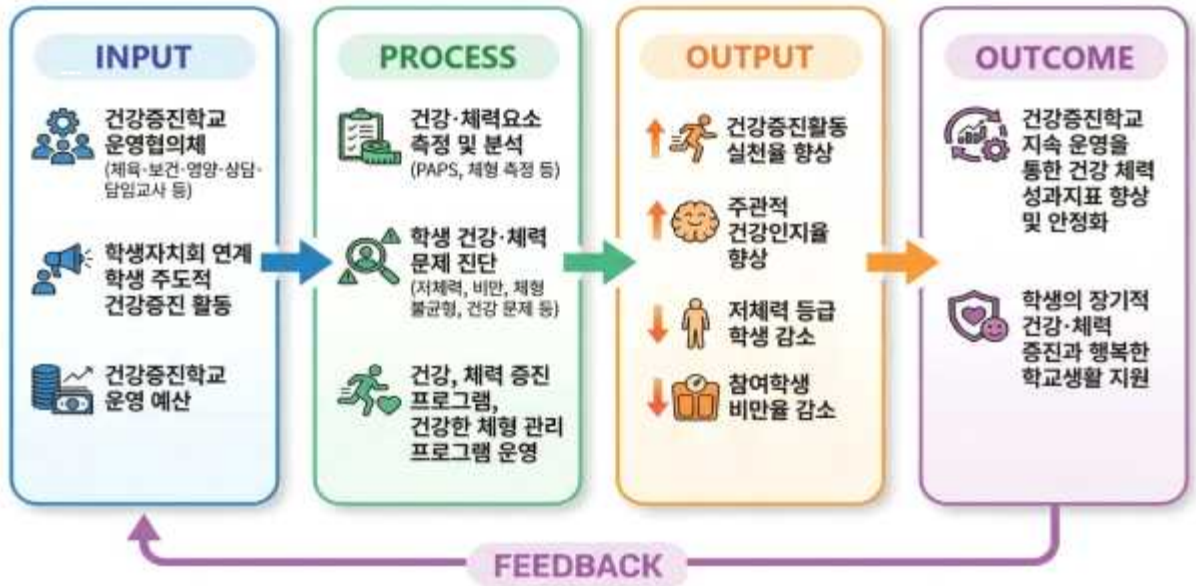 INPUT
건강증진학교
운영협의체
(체육·보건·영양·상담·
담임교사 등)
학생자치회 연계
학생 주도적
건강증진 활동
건강증진학교
운영 예산
PROCESS
건강·체력요소
측정 및 분석
(PAPS, 체형 측정 등)
학생 건강·체력
문제 진단
(저체력, 비만, 체형
불균형, 건강 문제 등)
건강, 체력 증진
프로그램,
건강한 체형 관리
프로그램 운영
OUTPUT
건강증진활동
실천율 향상
주관적
건강인지율
향상
저체력 등급
학생 감소
참여학생
비만율 감소
OUTCOME
건강증진학교
지속 운영을
통한 건강 체력
성과지표 향상
및 안정화
학생의 장기적
건강·체력
증진과 행복한
학교생활 지원
FEEDBACK